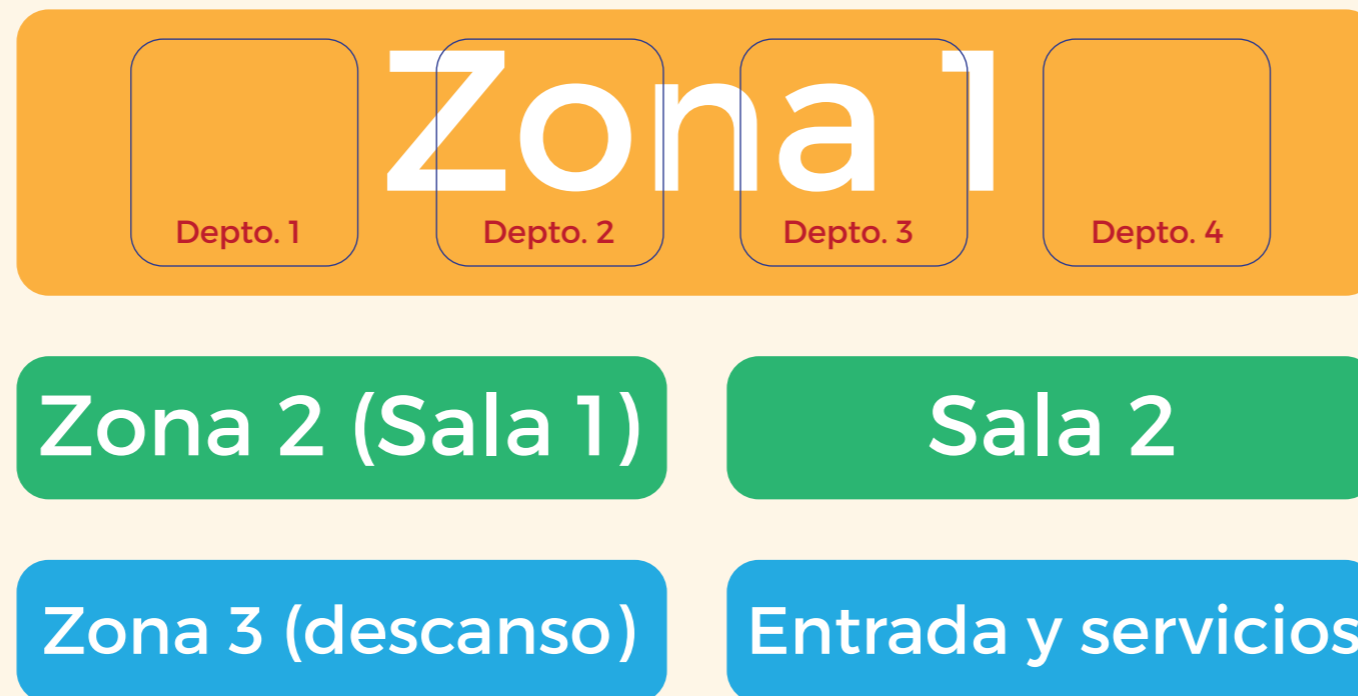 Zona 1
Depto. 1 Depto. 2 Depto. 3 Depto. 4
Zona 2 (Sala 1) Sala 2
Zona 3 (descanso) Entrada y servicios